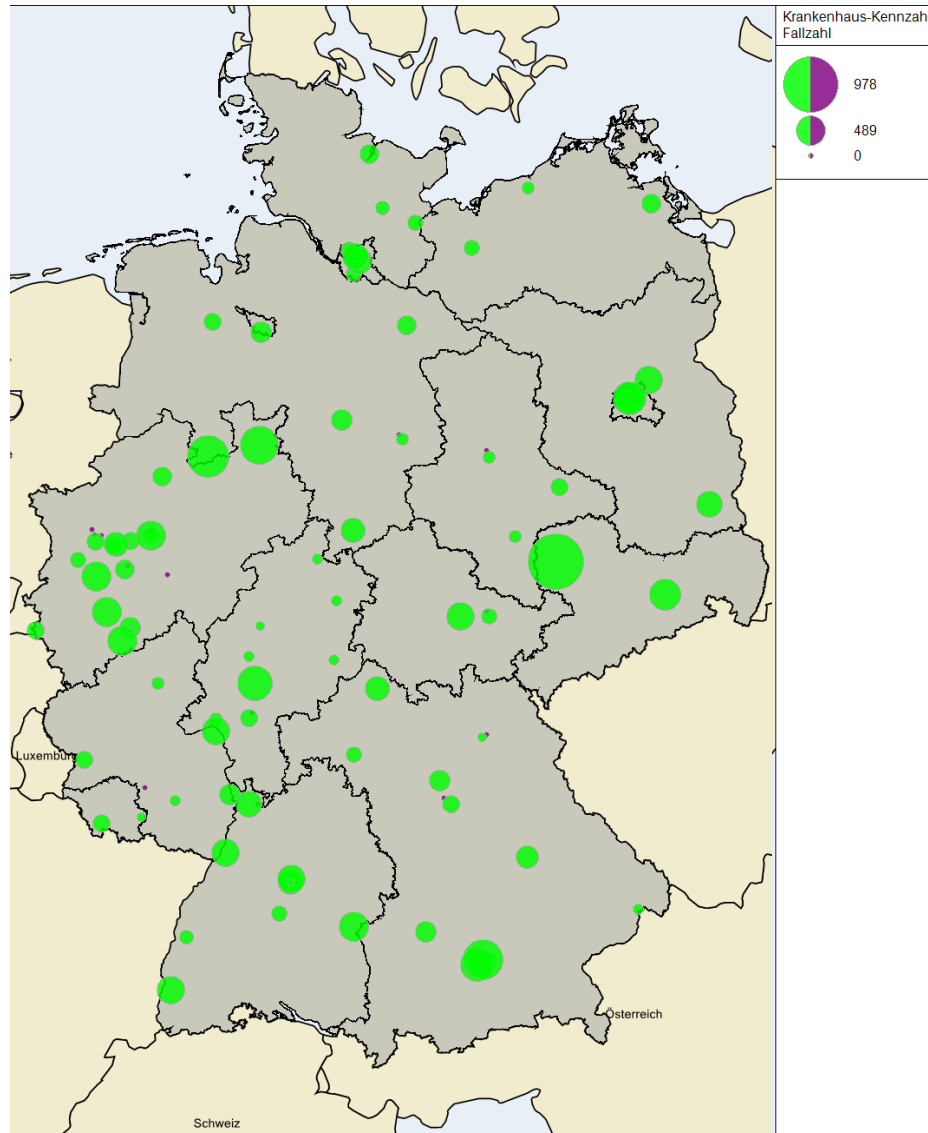 Krankenhaus-Kennzah
Fallzahl
978
489
0
Luxemburg
Österreich
Schweiz